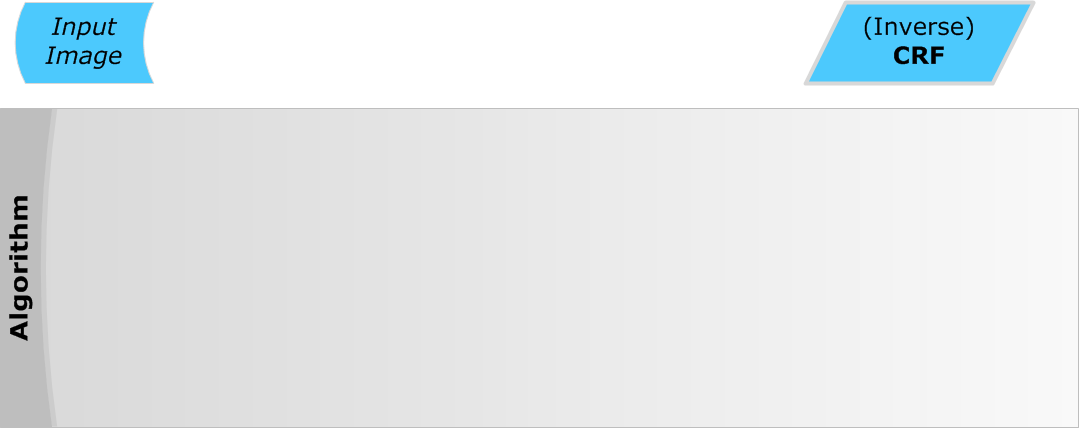 Input
Image
(Inverse)
CRF
Algorithm